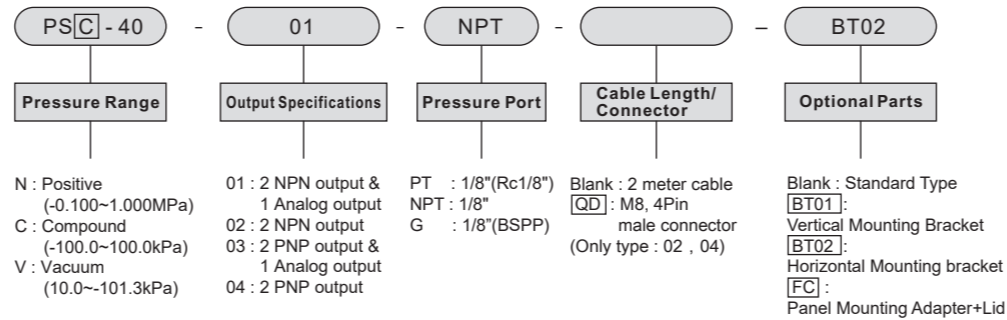 PSC - 40 - 01 - NPT - – BT02
Pressure Range
Output Specifications
Pressure Port
Cable Length/
Connector
Optional Parts
N : Positive
(-0.100~1.000MPa)
C : Compound
(-100.0~100.0kPa)
V : Vacuum
(10.0~-101.3kPa)
01 : 2 NPN output &
1 Analog output
02 : 2 NPN output
03 : 2 PNP output &
1 Analog output
04 : 2 PNP output
PT : 1/8"(Rc1/8")
NPT : 1/8"
G : 1/8"(BSPP)
Blank : 2 meter cable
QD : M8, 4Pin
male connector
(Only type : 02 , 04)
Blank : Standard Type
BT01 :
Vertical Mounting Bracket
BT02 :
Horizontal Mounting bracket
FC :
Panel Mounting Adapter+Lid